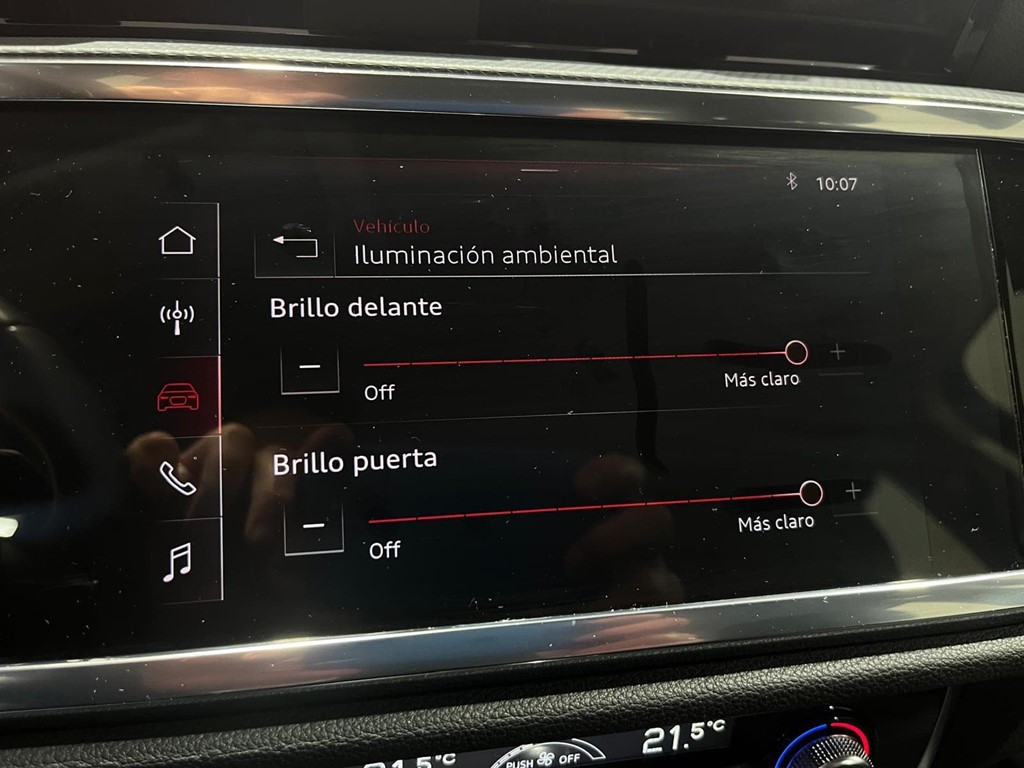 10:07
Vehículo
Iluminación ambiental
Brillo delante
Off
Más claro
Brillo puerta
Off
Más claro
21.5°C
PUSH OFF